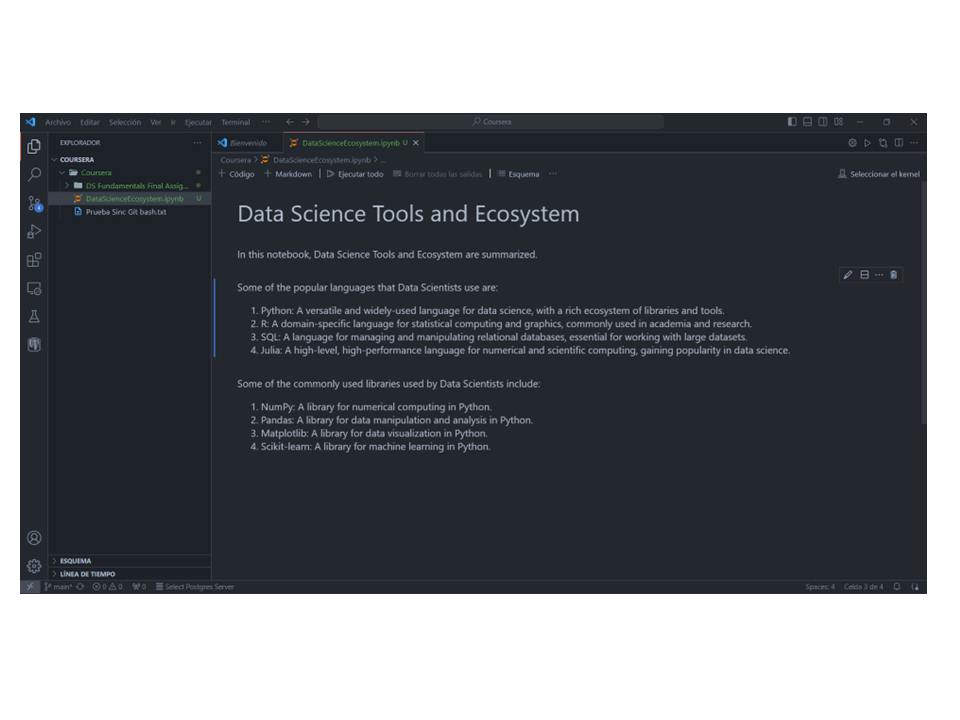 Archivo Editar Selección Ver Ir Ejecutar Terminal ··· Coursera
EXPLORADOR ···
COURSERA
Coursera
DS Fundamentals Final Assig...
DataScienceEcosystem.ipynb U
Prueba Sinc Git bash.txt
ESQUEMA
LÍNEA DE TIEMPO
Bienvenido DataScienceEcosystem.ipynb U
Coursera > DataScienceEcosystem.ipynb > ...
+ Código + Markdown Ejecutar todo Borrar todas las salidas Esquema ··· Seleccionar el kernel
Data Science Tools and Ecosystem
In this notebook, Data Science Tools and Ecosystem are summarized.
Some of the popular languages that Data Scientists use are:
1. Python: A versatile and widely-used language for data science, with a rich ecosystem of libraries and tools.
2. R: A domain-specific language for statistical computing and graphics, commonly used in academia and research.
3. SQL: A language for managing and manipulating relational databases, essential for working with large datasets.
4. Julia: A high-level, high-performance language for numerical and scientific computing, gaining popularity in data science.
Some of the commonly used libraries used by Data Scientists include:
1. NumPy: A library for numerical computing in Python.
2. Pandas: A library for data manipulation and analysis in Python.
3. Matplotlib: A library for data visualization in Python.
4. Scikit-learn: A library for machine learning in Python.
main* 0 0 0 Select Postgres Server Spaces: 4 Celda 3 de 4